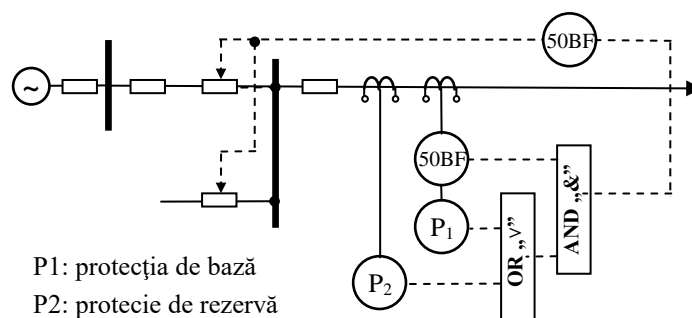 50BF
~
50BF
P1
P2
OR „∨”
AND „&”
P1: protecţia de bază
P2: protecie de rezervă